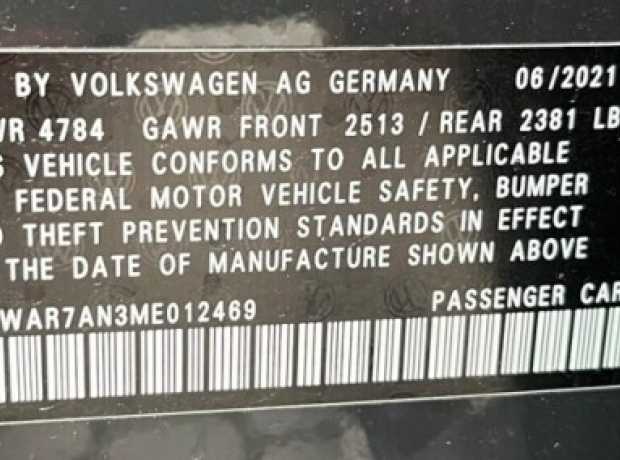 BY VOLKSWAGEN AG GERMANY 06/2021
WR 4784 GAWR FRONT 2513 / REAR 2381 LB
S VEHICLE CONFORMS TO ALL APPLICABLE
FEDERAL MOTOR VEHICLE SAFETY, BUMPER
D THEFT PREVENTION STANDARDS IN EFFECT
THE DATE OF MANUFACTURE SHOWN ABOVE
WAR7AN3ME012469 PASSENGER CAR